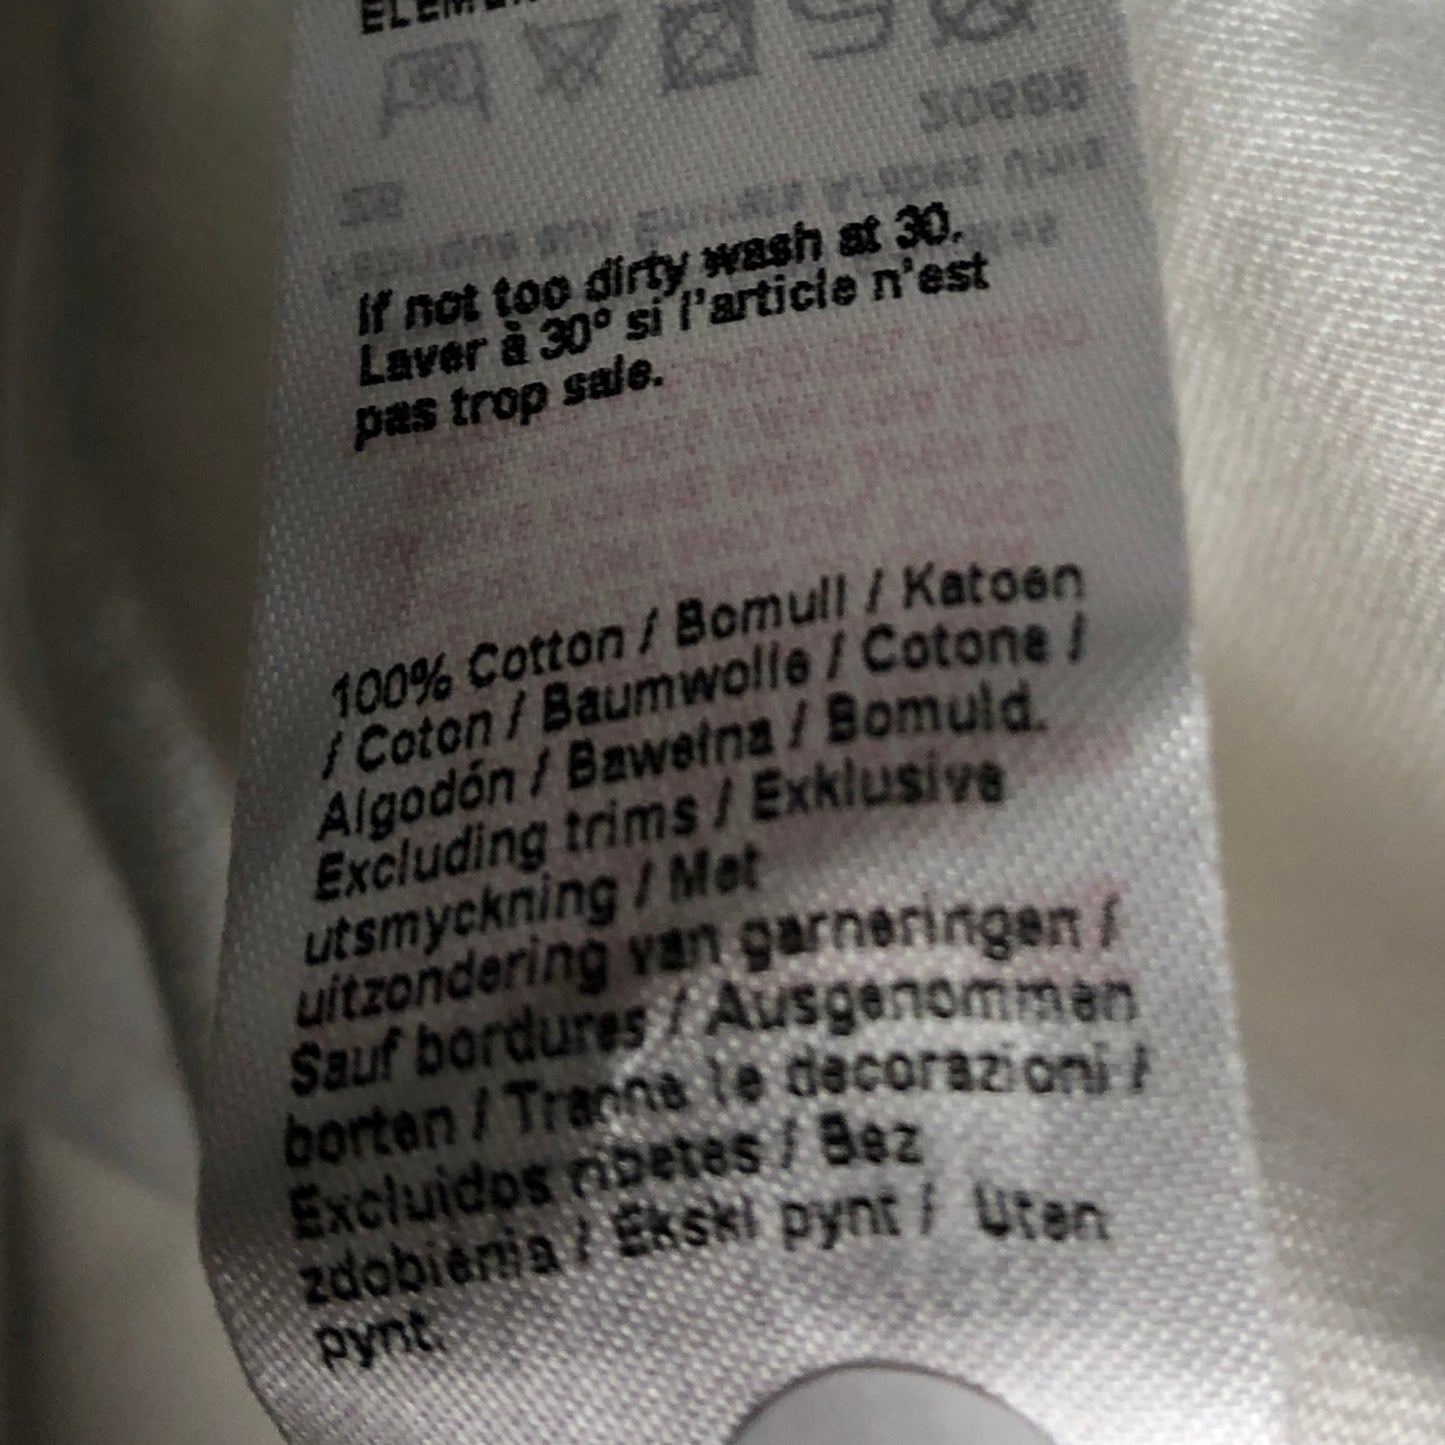 If not too dirty wash at 30.
Laver à 30° si l'article n'est
pas trop sale.
100% Cotton / Bomull / Katoen
/ Coton / Baumwolle / Cotone /
Algodón / Bawełna / Bomuld.
Excluding trims / Exklusive
utsmyckning / Met
uitzondering van garneringen /
Sauf bordures / Ausgenommen
borten / Tranne le decorazioni /
Excluidos ribetes / Bez
zdobienia / Ekskl pynt / Uten
pynt.